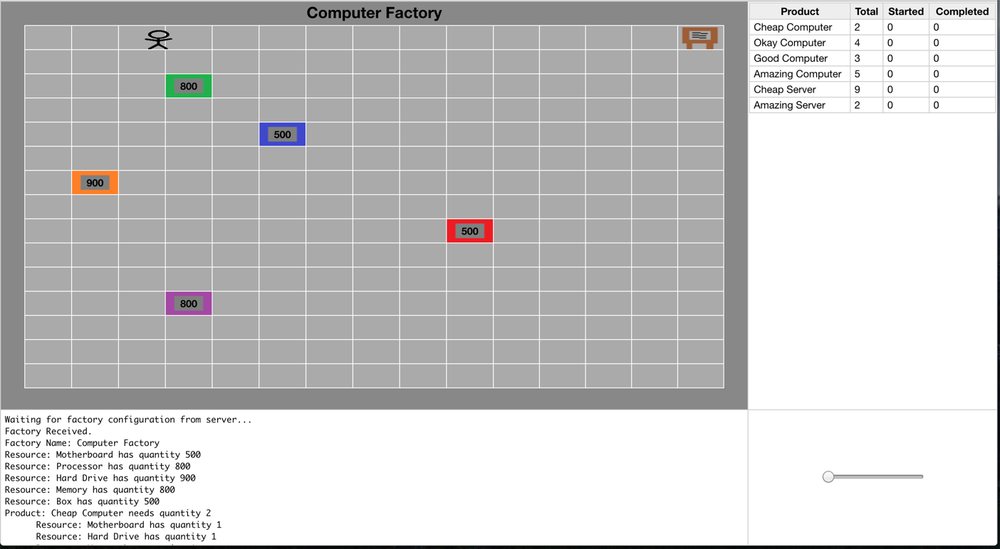 Computer Factory
800
500
900
500
800
Product Total Started Completed
Cheap Computer 2 0 0
Okay Computer 4 0 0
Good Computer 3 0 0
Amazing Computer 5 0 0
Cheap Server 9 0 0
Amazing Server 2 0 0
Waiting for factory configuration from server...
Factory Received.
Factory Name: Computer Factory
Resource: Motherboard has quantity 500
Resource: Processor has quantity 800
Resource: Hard Drive has quantity 900
Resource: Memory has quantity 800
Resource: Box has quantity 500
Product: Cheap Computer needs quantity 2
Resource: Motherboard has quantity 1
Resource: Hard Drive has quantity 1